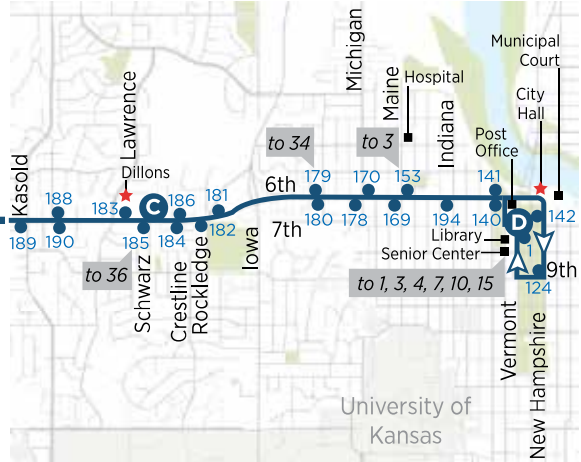 Michigan
Municipal
Court
Maine
Hospital
City
Hall
Lawrence
Indiana
Post
Office
to 34
to 3
Dillons
Kasold
179
170
153
141
188
183
C
186
181
6th
189
190
185
184
182
7th
180
178
169
194
140
D
142
Library
Senior Center
1
to 36
to 1, 3, 4, 7, 10, 15
9th
124
Schwarz
Crestline
Rockledge
Iowa
Vermont
New Hampshire
University of
Kansas